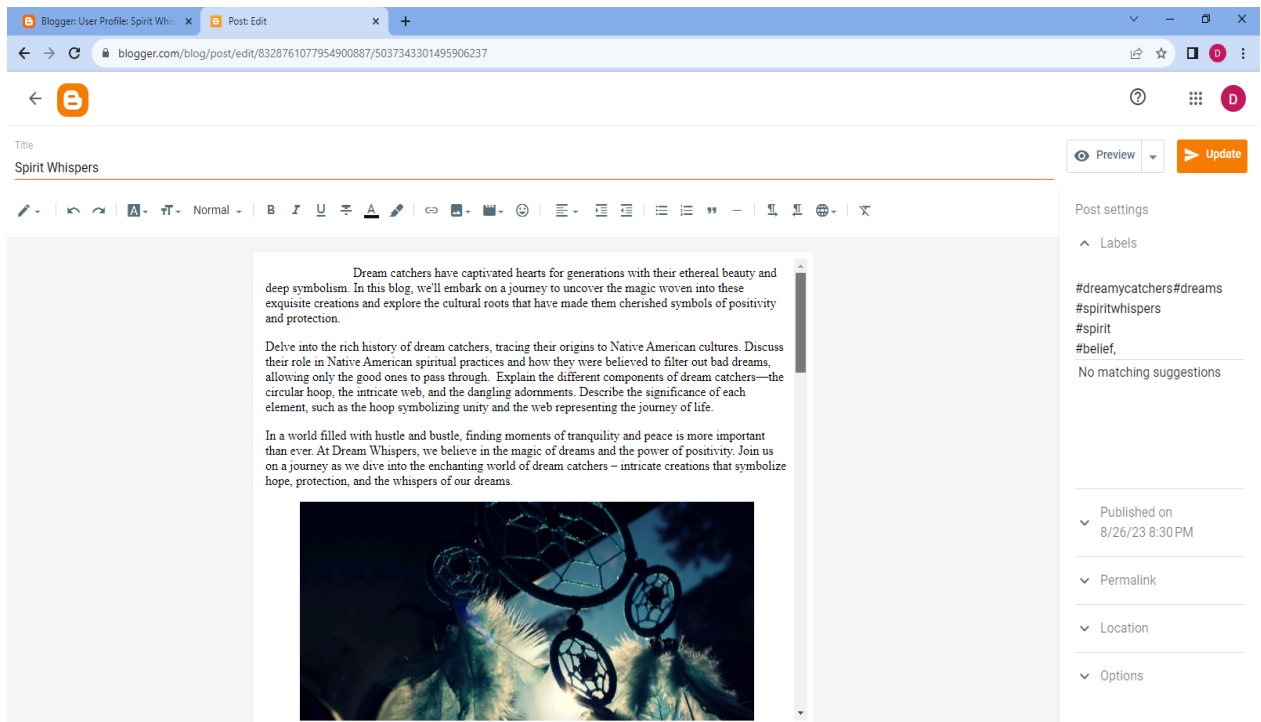 Blogger: User Profile: Spirit Whis
Post: Edit
blogger.com/blog/post/edit/8328761077954900887/5037343301495906237
D
D
Title
Spirit Whispers
Preview
Update
Normal
Post settings
Labels
#dreamycatchers#dreams
#spiritwhispers
#spirit
#belief,
No matching suggestions
Published on
8/26/23 8:30 PM
Permalink
Location
Options
Dream catchers have captivated hearts for generations with their ethereal beauty and
deep symbolism. In this blog, we'll embark on a journey to uncover the magic woven into these
exquisite creations and explore the cultural roots that have made them cherished symbols of positivity
and protection.
Delve into the rich history of dream catchers, tracing their origins to Native American cultures. Discuss
their role in Native American spiritual practices and how they were believed to filter out bad dreams,
allowing only the good ones to pass through.  Explain the different components of dream catchers—the
circular hoop, the intricate web, and the dangling adornments. Describe the significance of each
element, such as the hoop symbolizing unity and the web representing the journey of life.
In a world filled with hustle and bustle, finding moments of tranquility and peace is more important
than ever. At Dream Whispers, we believe in the magic of dreams and the power of positivity. Join us
on a journey as we dive into the enchanting world of dream catchers – intricate creations that symbolize
hope, protection, and the whispers of our dreams.